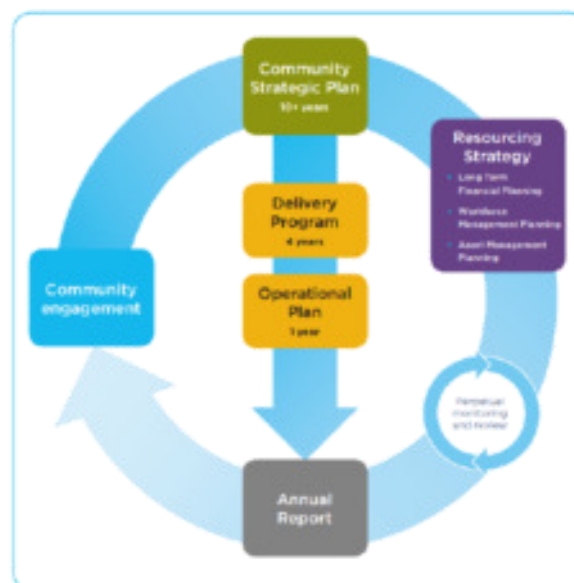 Community
Strategic Plan
10+ years
Resourcing
Strategy
Long Term
Financial Planning
Workforce
Management Planning
Asset Management
Planning
Delivery
Program
4 years
Operational
Plan
1 year
Community
engagement
Perpetual
monitoring
and review
Annual
Report